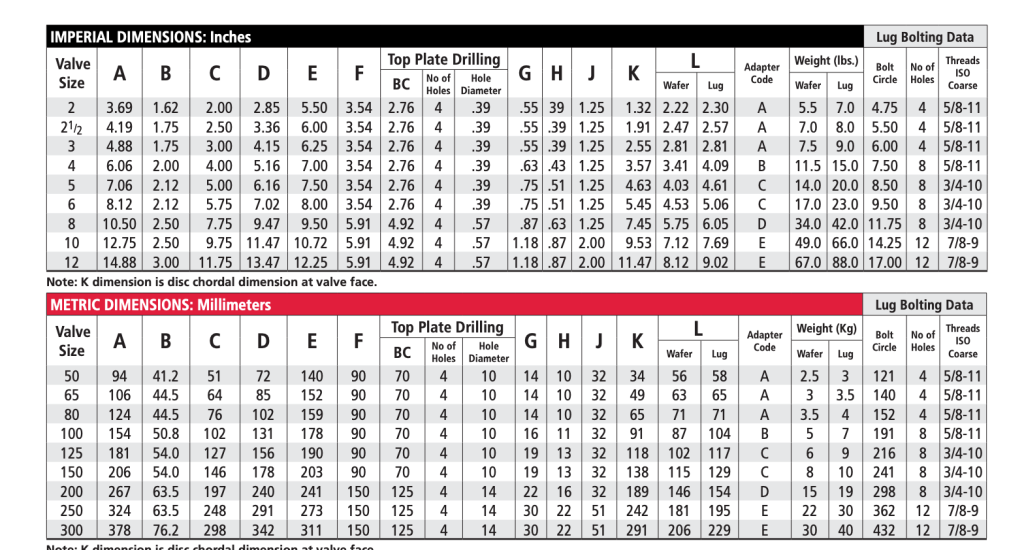 IMPERIAL DIMENSIONS: Inches Lug Bolting Data
Valve Size A B C D E F Top Plate Drilling BC No of Holes Hole Diameter G H J K L Wafer Lug Adapter Code Weight (lbs.) Wafer Lug Bolt Circle No of Holes Threads ISO Coarse
2 3.69 1.62 2.00 2.85 5.50 3.54 2.76 4 .39 .55 39 1.25 1.32 2.22 2.30 A 5.5 7.0 4.75 4 5/8-11
21/2 4.19 1.75 2.50 3.36 6.00 3.54 2.76 4 .39 .55 .39 1.25 1.91 2.47 2.57 A 7.0 8.0 5.50 4 5/8-11
3 4.88 1.75 3.00 4.15 6.25 3.54 2.76 4 .39 .55 .39 1.25 2.55 2.81 2.81 A 7.5 9.0 6.00 4 5/8-11
4 6.06 2.00 4.00 5.16 7.00 3.54 2.76 4 .39 .63 .43 1.25 3.57 3.41 4.09 B 11.5 15.0 7.50 8 5/8-11
5 7.06 2.12 5.00 6.16 7.50 3.54 2.76 4 .39 .75 .51 1.25 4.63 4.03 4.61 C 14.0 20.0 8.50 8 3/4-10
6 8.12 2.12 5.75 7.02 8.00 3.54 2.76 4 .39 .75 .51 1.25 5.45 4.53 5.06 C 17.0 23.0 9.50 8 3/4-10
8 10.50 2.50 7.75 9.47 9.50 5.91 4.92 4 .57 .87 .63 1.25 7.45 5.75 6.05 D 34.0 42.0 11.75 8 3/4-10
10 12.75 2.50 9.75 11.47 10.72 5.91 4.92 4 .57 1.18 .87 2.00 9.53 7.12 7.69 E 49.0 66.0 14.25 12 7/8-9
12 14.88 3.00 11.75 13.47 12.25 5.91 4.92 4 .57 1.18 .87 2.00 11.47 8.12 9.02 E 67.0 88.0 17.00 12 7/8-9
Note: K dimension is disc chordal dimension at valve face.
METRIC DIMENSIONS: Millimeters Lug Bolting Data
Valve Size A B C D E F Top Plate Drilling BC No of Holes Hole Diameter G H J K L Wafer Lug Adapter Code Weight (Kg) Wafer Lug Bolt Circle No of Holes Threads ISO Coarse
50 94 41.2 51 72 140 90 70 4 10 14 10 32 34 56 58 A 2.5 3 121 4 5/8-11
65 106 44.5 64 85 152 90 70 4 10 14 10 32 49 63 65 A 3 3.5 140 4 5/8-11
80 124 44.5 76 102 159 90 70 4 10 14 10 32 65 71 71 A 3.5 4 152 4 5/8-11
100 154 50.8 102 131 178 90 70 4 10 16 11 32 91 87 104 B 5 7 191 8 5/8-11
125 181 54.0 127 156 190 90 70 4 10 19 13 32 118 102 117 C 6 9 216 8 3/4-10
150 206 54.0 146 178 203 90 70 4 10 19 13 32 138 115 129 C 8 10 241 8 3/4-10
200 267 63.5 197 240 241 150 125 4 14 22 16 32 189 146 154 D 15 19 298 8 3/4-10
250 324 63.5 248 291 273 150 125 4 14 30 22 51 242 181 195 E 22 30 362 12 7/8-9
300 378 76.2 298 342 311 150 125 4 14 30 22 51 291 206 229 E 30 40 432 12 7/8-9
Note: K dimension is disc chordal dimension at valve face